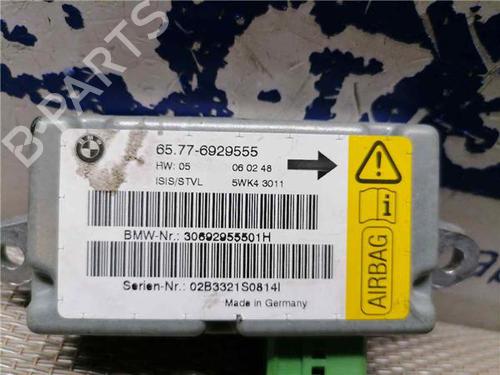 B-PARTS
BMW
65.77-6929555
HW: 05 06 02 48
ISIS/STVL 5WK4 3011
BMW-Nr.: 30692955501H
Serien-Nr.: 02B3321S0814I
Made in Germany
!
i
AIRBAG